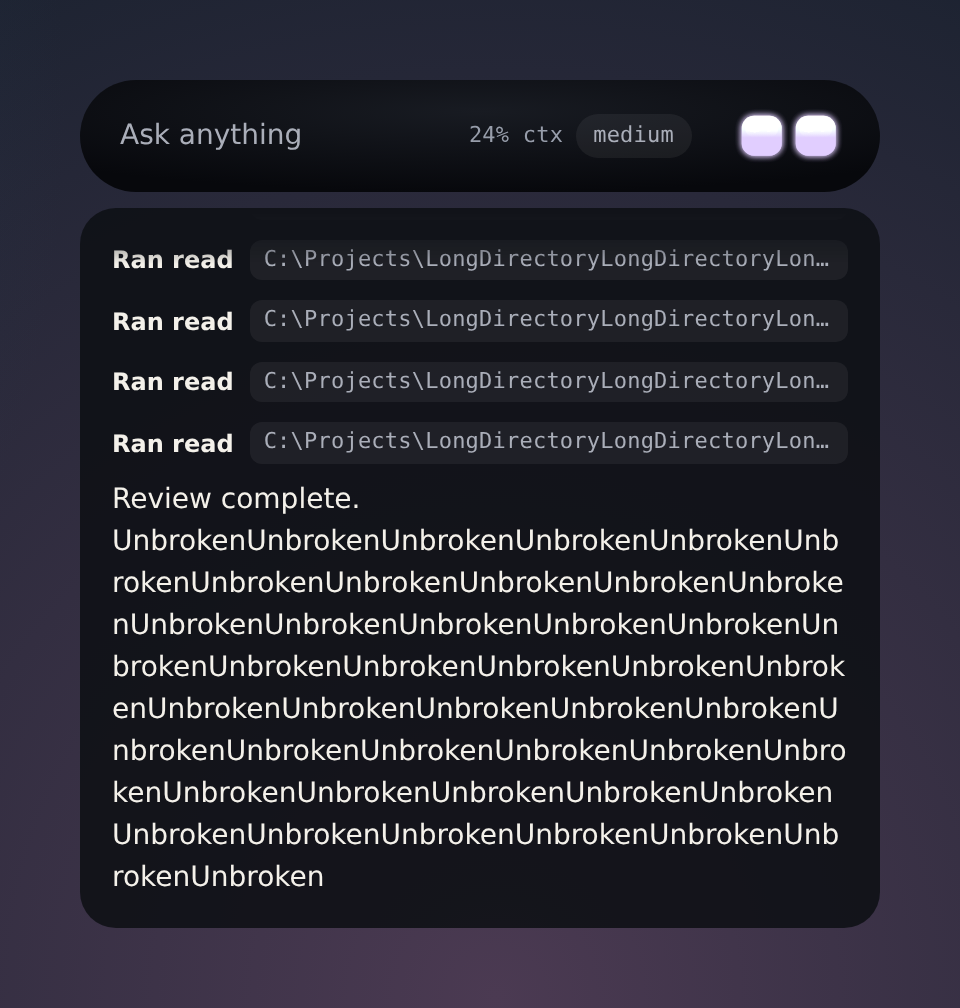 Ask anything 24% ctx medium
Ran read C:\Projects\LongDirectoryLongDirectoryLon…
Ran read C:\Projects\LongDirectoryLongDirectoryLon…
Ran read C:\Projects\LongDirectoryLongDirectoryLon…
Ran read C:\Projects\LongDirectoryLongDirectoryLon…
Review complete.
UnbrokenUnbrokenUnbrokenUnbrokenUnbrokenUnb
rokenUnbrokenUnbrokenUnbrokenUnbrokenUnbroke
nUnbrokenUnbrokenUnbrokenUnbrokenUnbrokenUn
brokenUnbrokenUnbrokenUnbrokenUnbrokenUnbrok
enUnbrokenUnbrokenUnbrokenUnbrokenUnbrokenU
nbrokenUnbrokenUnbrokenUnbrokenUnbrokenUnbro
kenUnbrokenUnbrokenUnbrokenUnbrokenUnbroken
UnbrokenUnbrokenUnbrokenUnbrokenUnbrokenUnb
rokenUnbroken